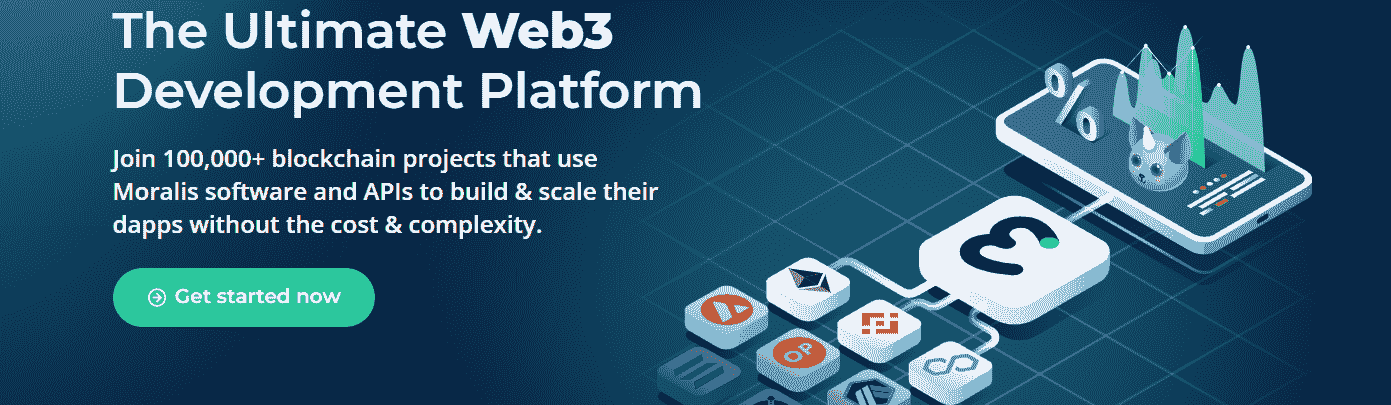 The Ultimate Web3
Development Platform
Join 100,000+ blockchain projects that use
Moralis software and APIs to build & scale their
dapps without the cost & complexity.
Get started now
%
OP